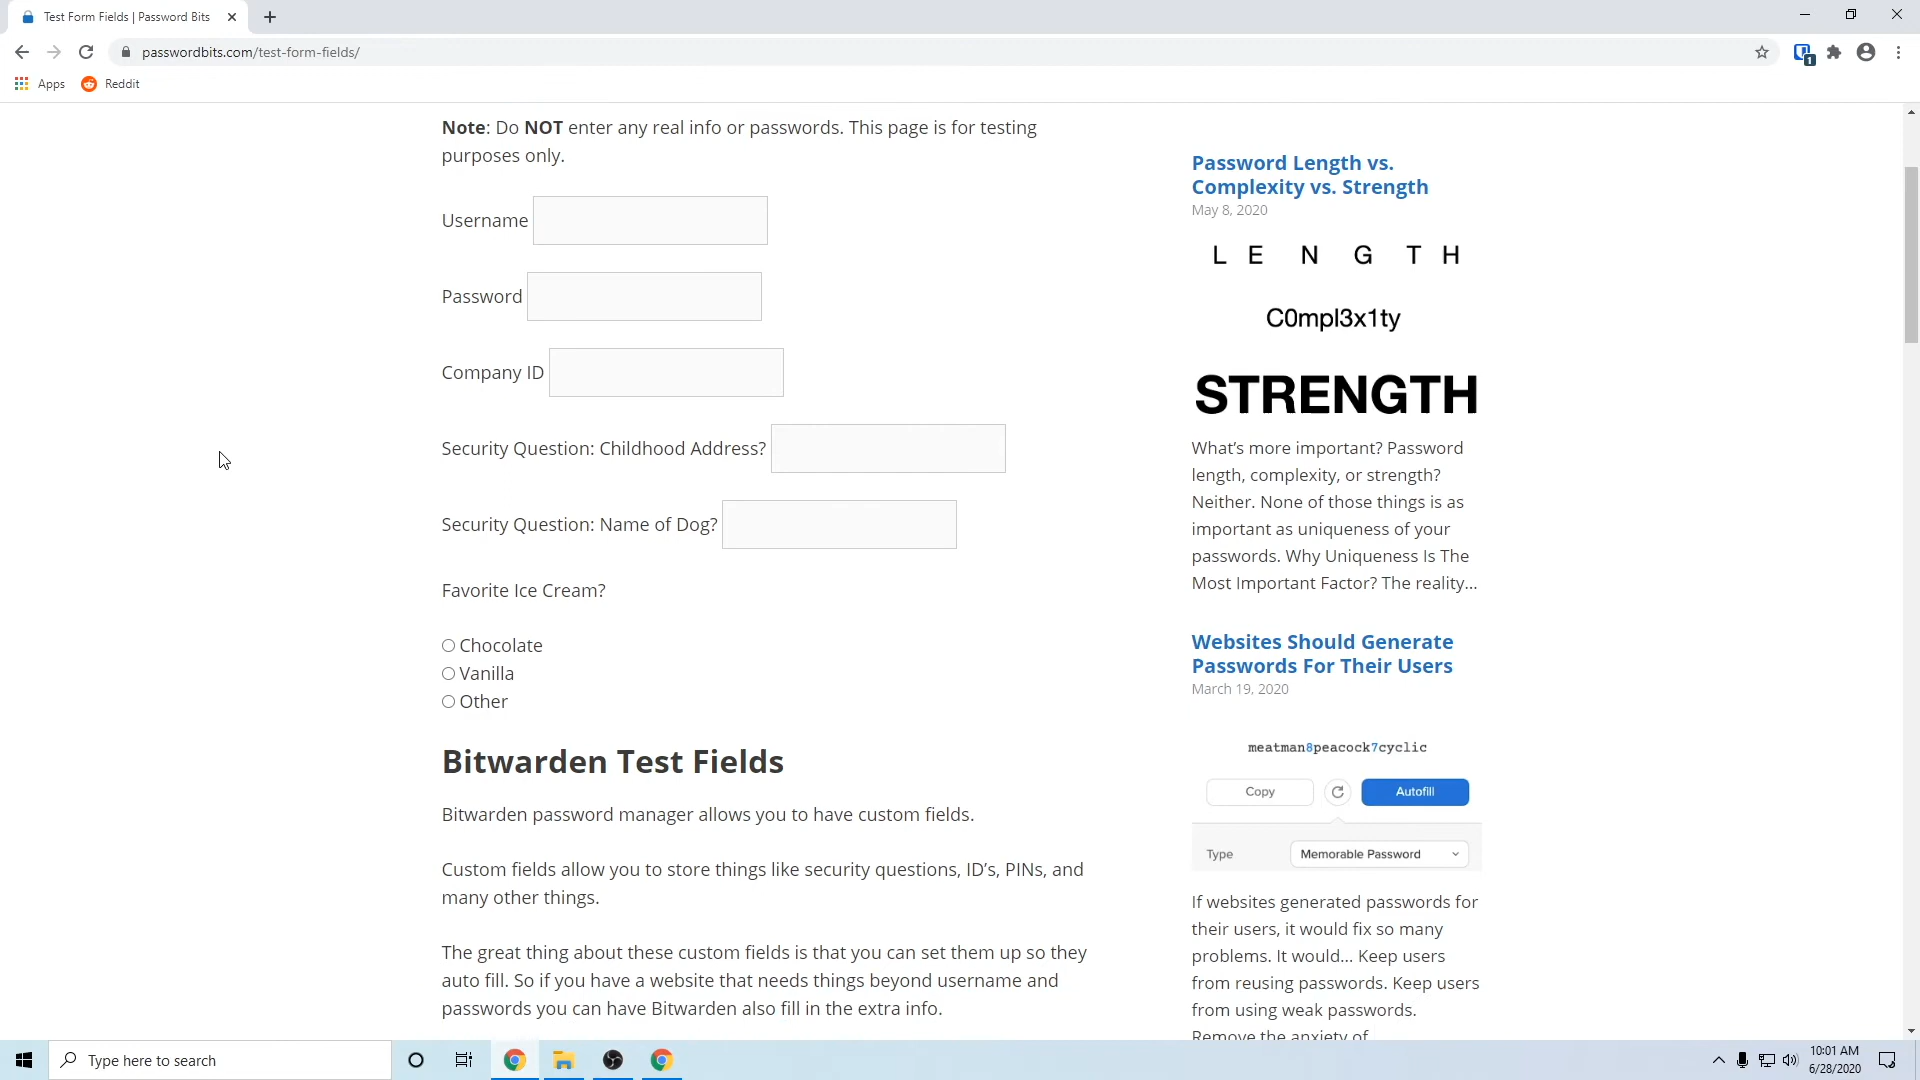 Test Form Fields | Password Bits
passwordbits.com/test-form-fields/
1
Apps
Reddit
Note: Do NOT enter any real info or passwords. This page is for testing
purposes only.
Username
Password
Company ID
Security Question: Childhood Address?
Security Question: Name of Dog?
Favorite Ice Cream?
Chocolate
Vanilla
Other
Bitwarden Test Fields
Bitwarden password manager allows you to have custom fields.
Custom fields allow you to store things like security questions, ID’s, PINs, and
many other things.
The great thing about these custom fields is that you can set them up so they
auto fill. So if you have a website that needs things beyond username and
passwords you can have Bitwarden also fill in the extra info.
Password Length vs.
Complexity vs. Strength
May 8, 2020
L E N G T H
C0mpl3x1ty
STRENGTH
What’s more important? Password
length, complexity, or strength?
Neither. None of those things is as
important as uniqueness of your
passwords. Why Uniqueness Is The
Most Important Factor? The reality…
Websites Should Generate
Passwords For Their Users
March 19, 2020
meatman8peacock7cyclic
Copy
Autofill
Type
Memorable Password
If websites generated passwords for
their users, it would fix so many
problems. It would… Keep users
from reusing passwords. Keep users
from using weak passwords.
Remove the anxiety of
Type here to search
10:01 AM
6/28/2020